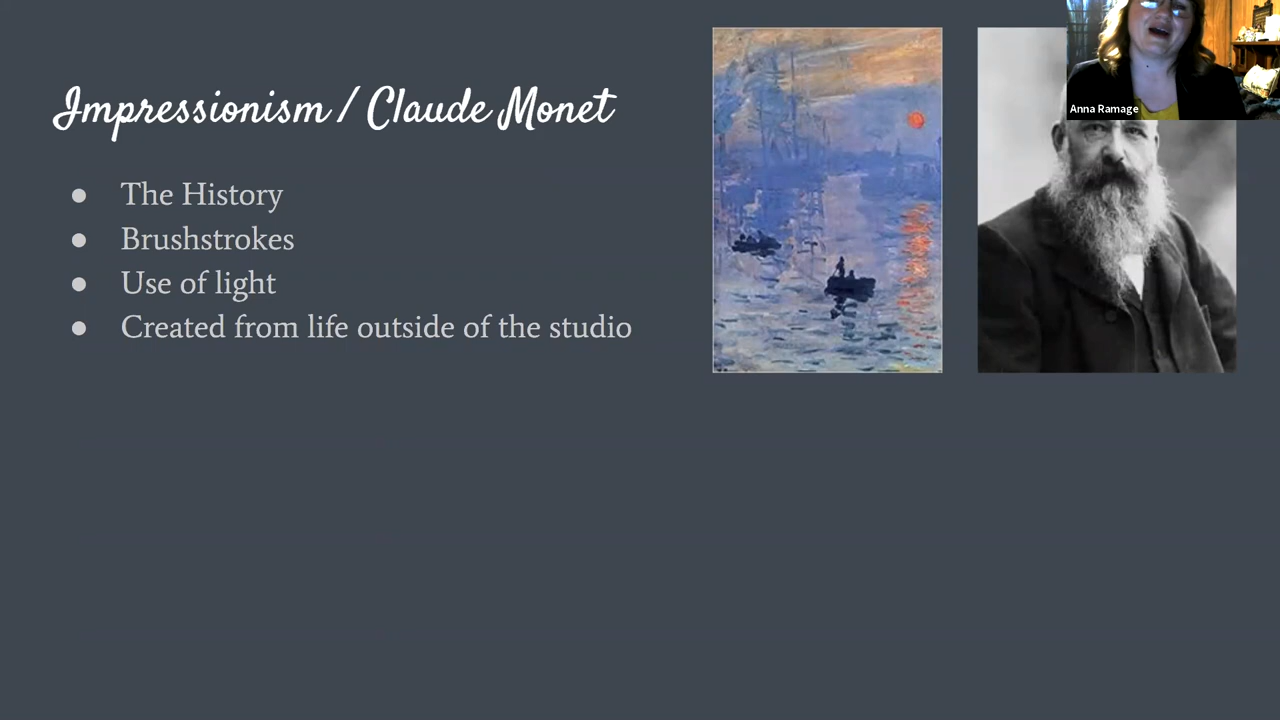 Impressionism / Claude Monet
● The History
● Brushstrokes
● Use of light
● Created from life outside of the studio
Anna Ramage